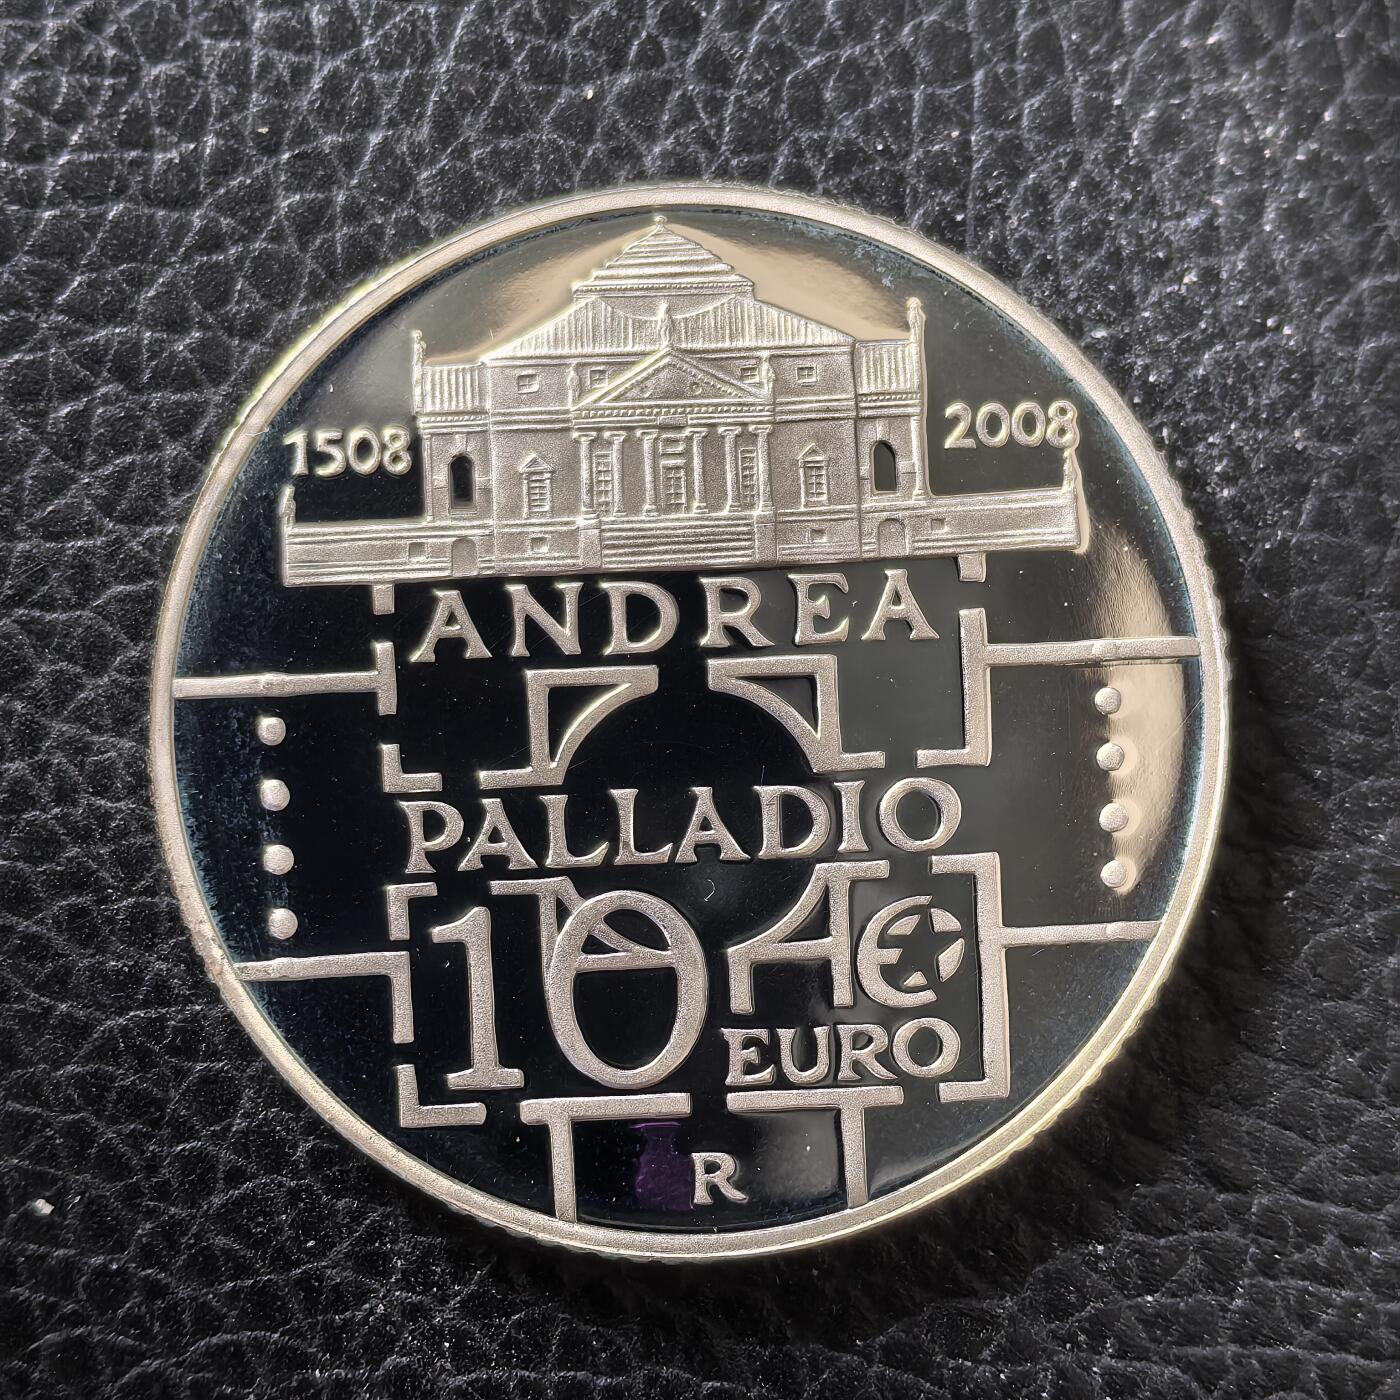 1508 2008
ANDREA
PALLADIO
10 €
EURO
R